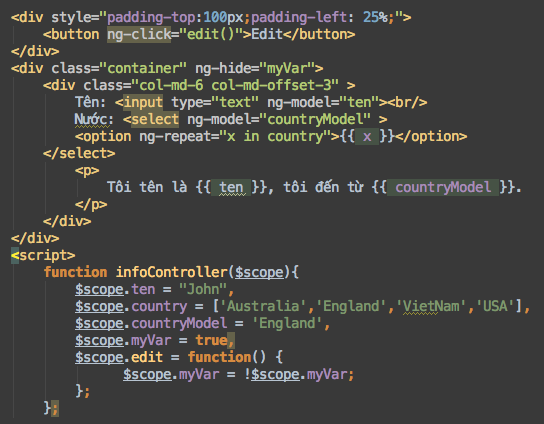 <div style="padding-top:100px;padding-left: 25%;">
    <button ng-click="edit()">Edit</button>
</div>
<div class="container" ng-hide="myVar">
    <div class="col-md-6 col-md-offset-3" >
        Tên: <input type="text" ng-model="ten"><br/>
        Nước: <select ng-model="countryModel" >
        <option ng-repeat="x in country">{{ x }}</option>
    </select>
        <p>
            Tôi tên là {{ ten }}, tôi đến từ {{ countryModel }}.
        </p>
    </div>
</div>
<script>
    function infoController($scope){
        $scope.ten = "John",
        $scope.country = ['Australia','England','VietNam','USA'],
        $scope.countryModel = 'England',
        $scope.myVar = true,
        $scope.edit = function() {
              $scope.myVar = !$scope.myVar;
        };
    };